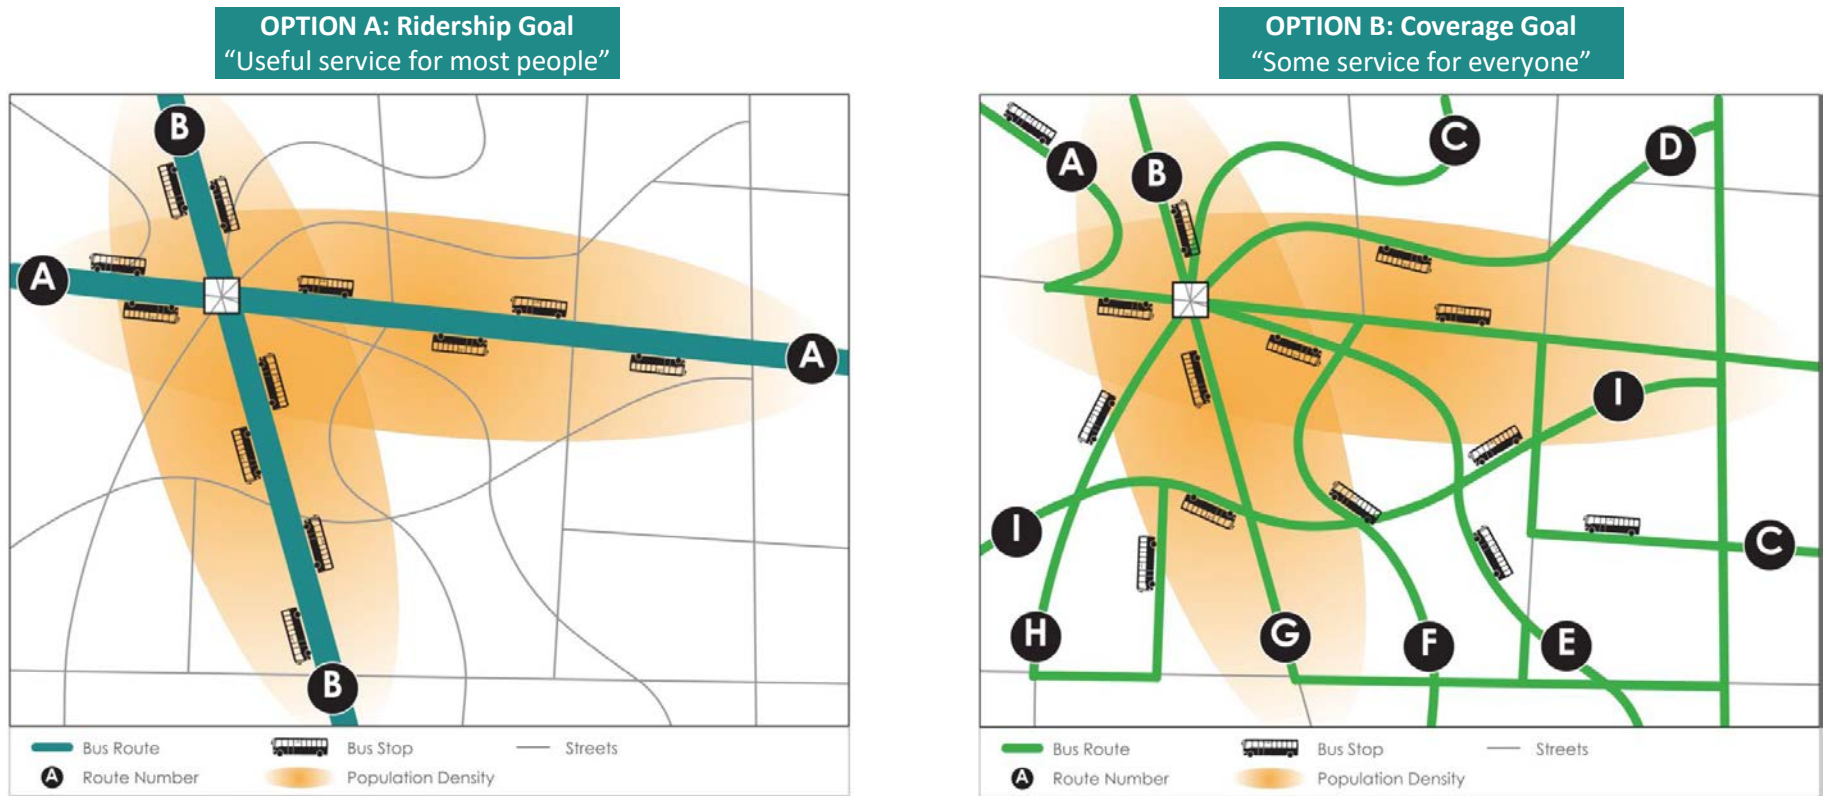 OPTION A: Ridership Goal
“Useful service for most people”
B
A
A
B
Bus Route
Bus Stop
Streets
A
Route Number
Population Density
OPTION B: Coverage Goal
“Some service for everyone”
A
B
C
D
I
I
C
H
G
F
E
Bus Route
Bus Stop
Streets
A
Route Number
Population Density